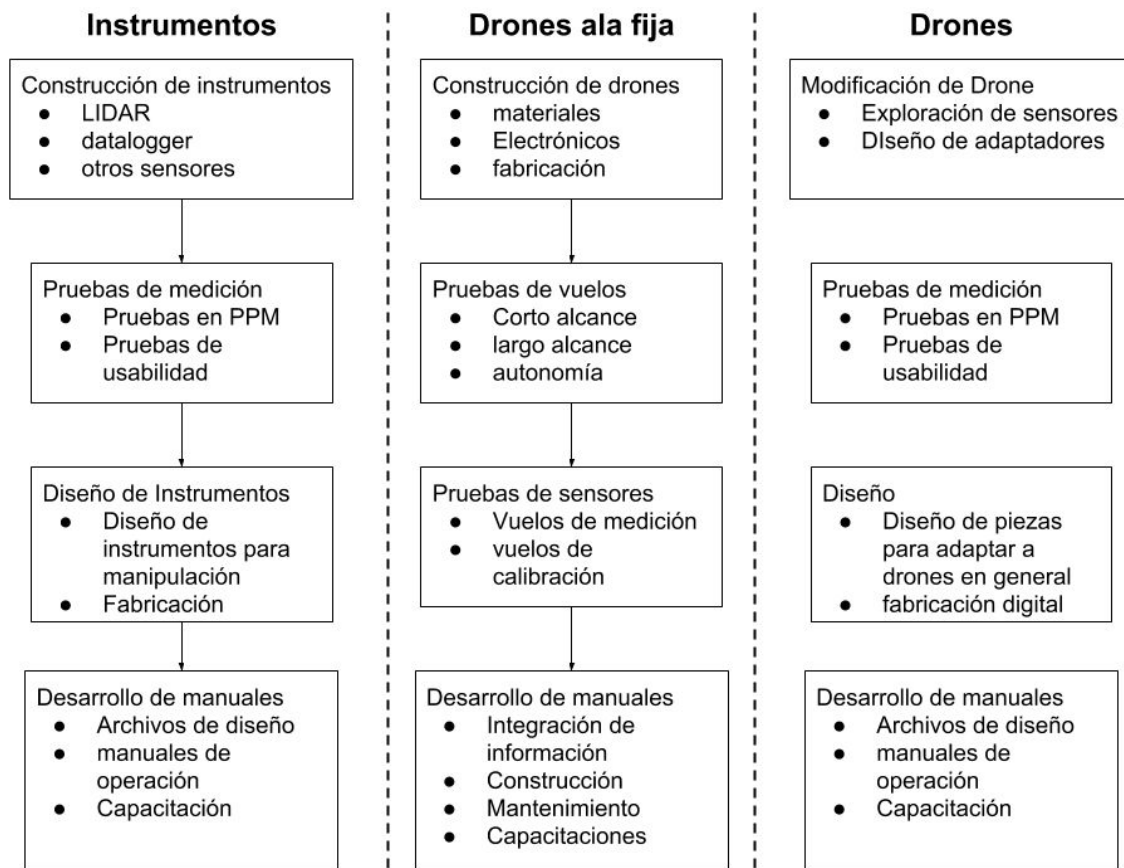 Instrumentos
Construcción de instrumentos
● LIDAR
● datalogger
● otros sensores
Pruebas de medición
● Pruebas en PPM
● Pruebas de
usabilidad
Diseño de Instrumentos
● Diseño de
instrumentos para
manipulación
● Fabricación
Desarrollo de manuales
● Archivos de diseño
● manuales de
operación
● Capacitación
Drones ala fija
Construcción de drones
● materiales
● Electrónicos
● fabricación
Pruebas de vuelos
● Corto alcance
● largo alcance
● autonomía
Pruebas de sensores
● Vuelos de medición
● vuelos de
calibración
Desarrollo de manuales
● Integración de
información
● Construcción
● Mantenimiento
● Capacitaciones
Drones
Modificación de Drone
● Exploración de sensores
● DIseño de adaptadores
Pruebas de medición
● Pruebas en PPM
● Pruebas de
usabilidad
Diseño
● Diseño de piezas
para adaptar a
drones en general
● fabricación digital
Desarrollo de manuales
● Archivos de diseño
● manuales de
operación
● Capacitación